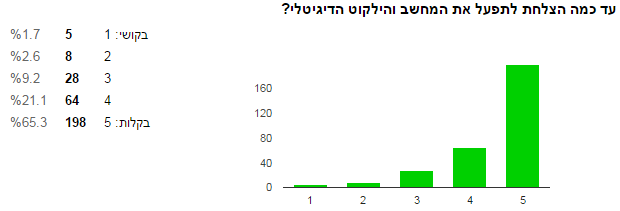 עד כמה הצלחת לתפעל את המחשב והילקוט הדיגיטלי?
בקושי: 1 5 %1.7
2 8 %2.6
3 28 %9.2
4 64 %21.1
בקלות: 5 198 %65.3
160
120
80
40
0
1 2 3 4 5